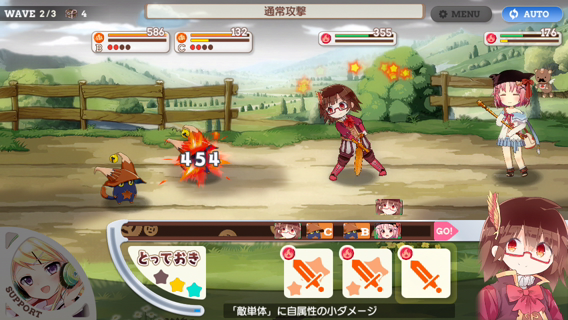 WAVE 2/3 4
通常攻撃
MENU
AUTO
586
B
132
C
355
176
454
C
B
GO!
とっておき
SUPPORT
「敵単体」に自属性の小ダメージ